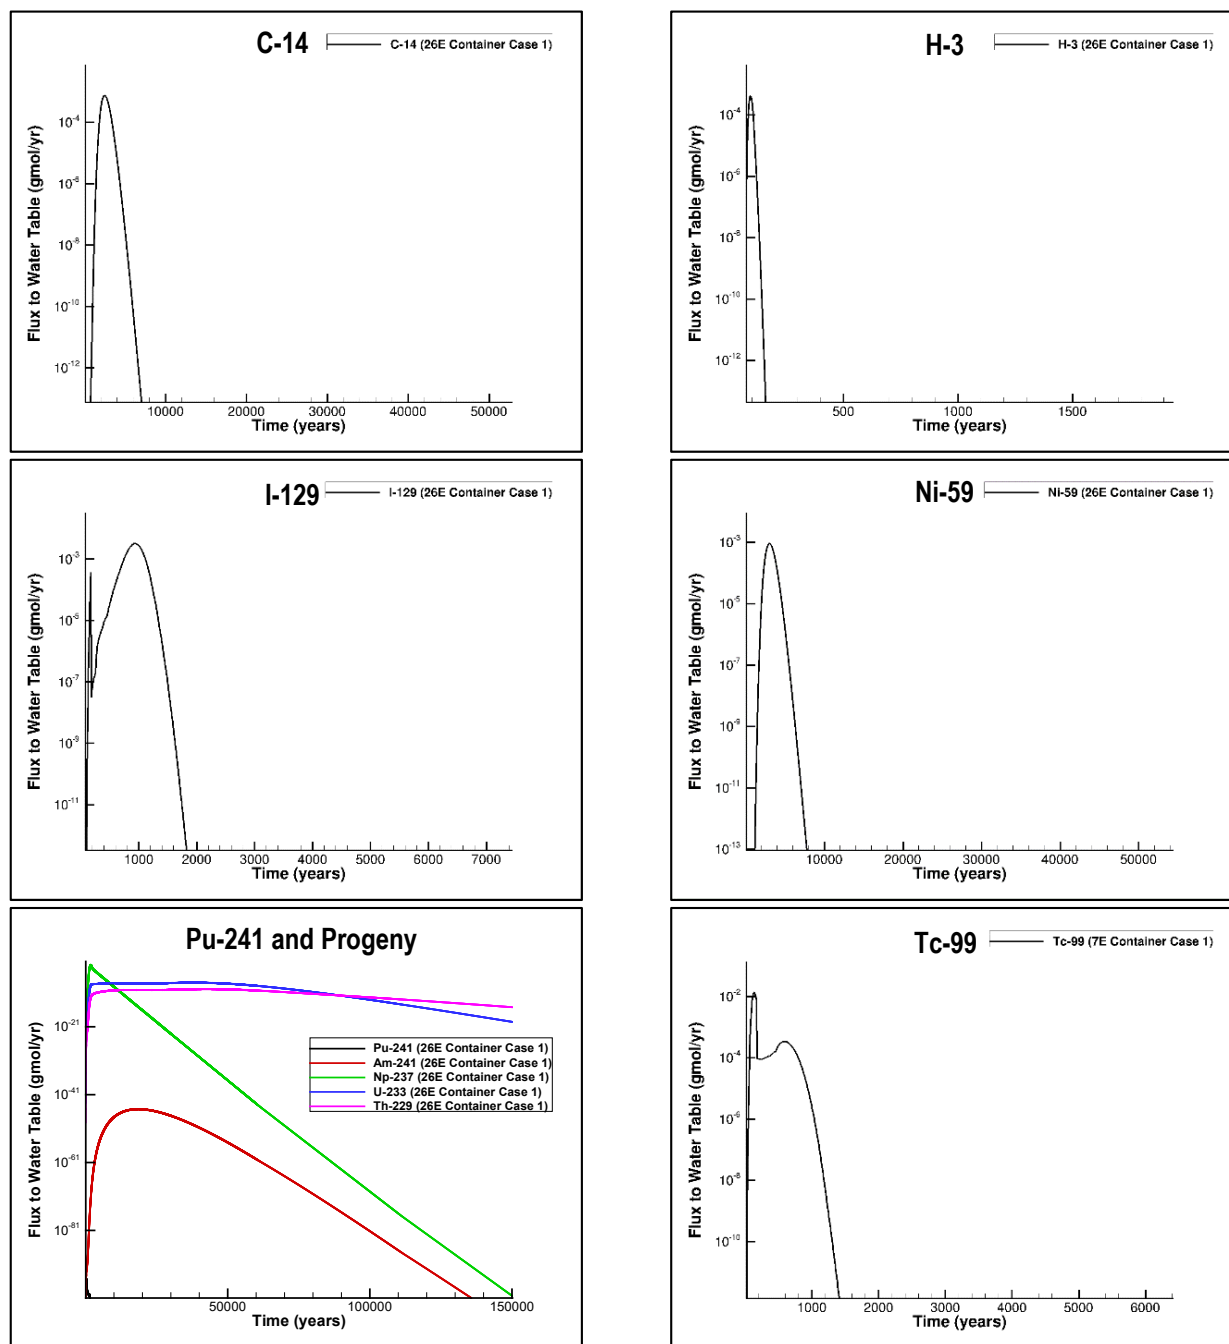 C-14
C-14 (26E Container Case 1)
Flux to Water Table (gmol/yr)
10-4
10-6
10-8
10-10
10-12
10000 20000 30000 40000 50000
Time (years)
H-3
H-3 (26E Container Case 1)
Flux to Water Table (gmol/yr)
10-4
10-6
10-8
10-10
10-12
500 1000 1500
Time (years)
I-129
I-129 (26E Container Case 1)
Flux to Water Table (gmol/yr)
10-3
10-5
10-7
10-9
10-11
1000 2000 3000 4000 5000 6000 7000
Time (years)
Ni-59
Ni-59 (26E Container Case 1)
Flux to Water Table (gmol/yr)
10-3
10-5
10-7
10-9
10-11
10-13
10000 20000 30000 40000 50000
Time (years)
Pu-241 and Progeny
Flux to Water Table (gmol/yr)
10-21
10-41
10-61
10-81
Pu-241 (26E Container Case 1)
Am-241 (26E Container Case 1)
Np-237 (26E Container Case 1)
U-233 (26E Container Case 1)
Th-229 (26E Container Case 1)
50000 100000 150000
Time (years)
Tc-99
Tc-99 (7E Container Case 1)
Flux to Water Table (gmol/yr)
10-2
10-4
10-6
10-8
10-10
1000 2000 3000 4000 5000 6000
Time (years)